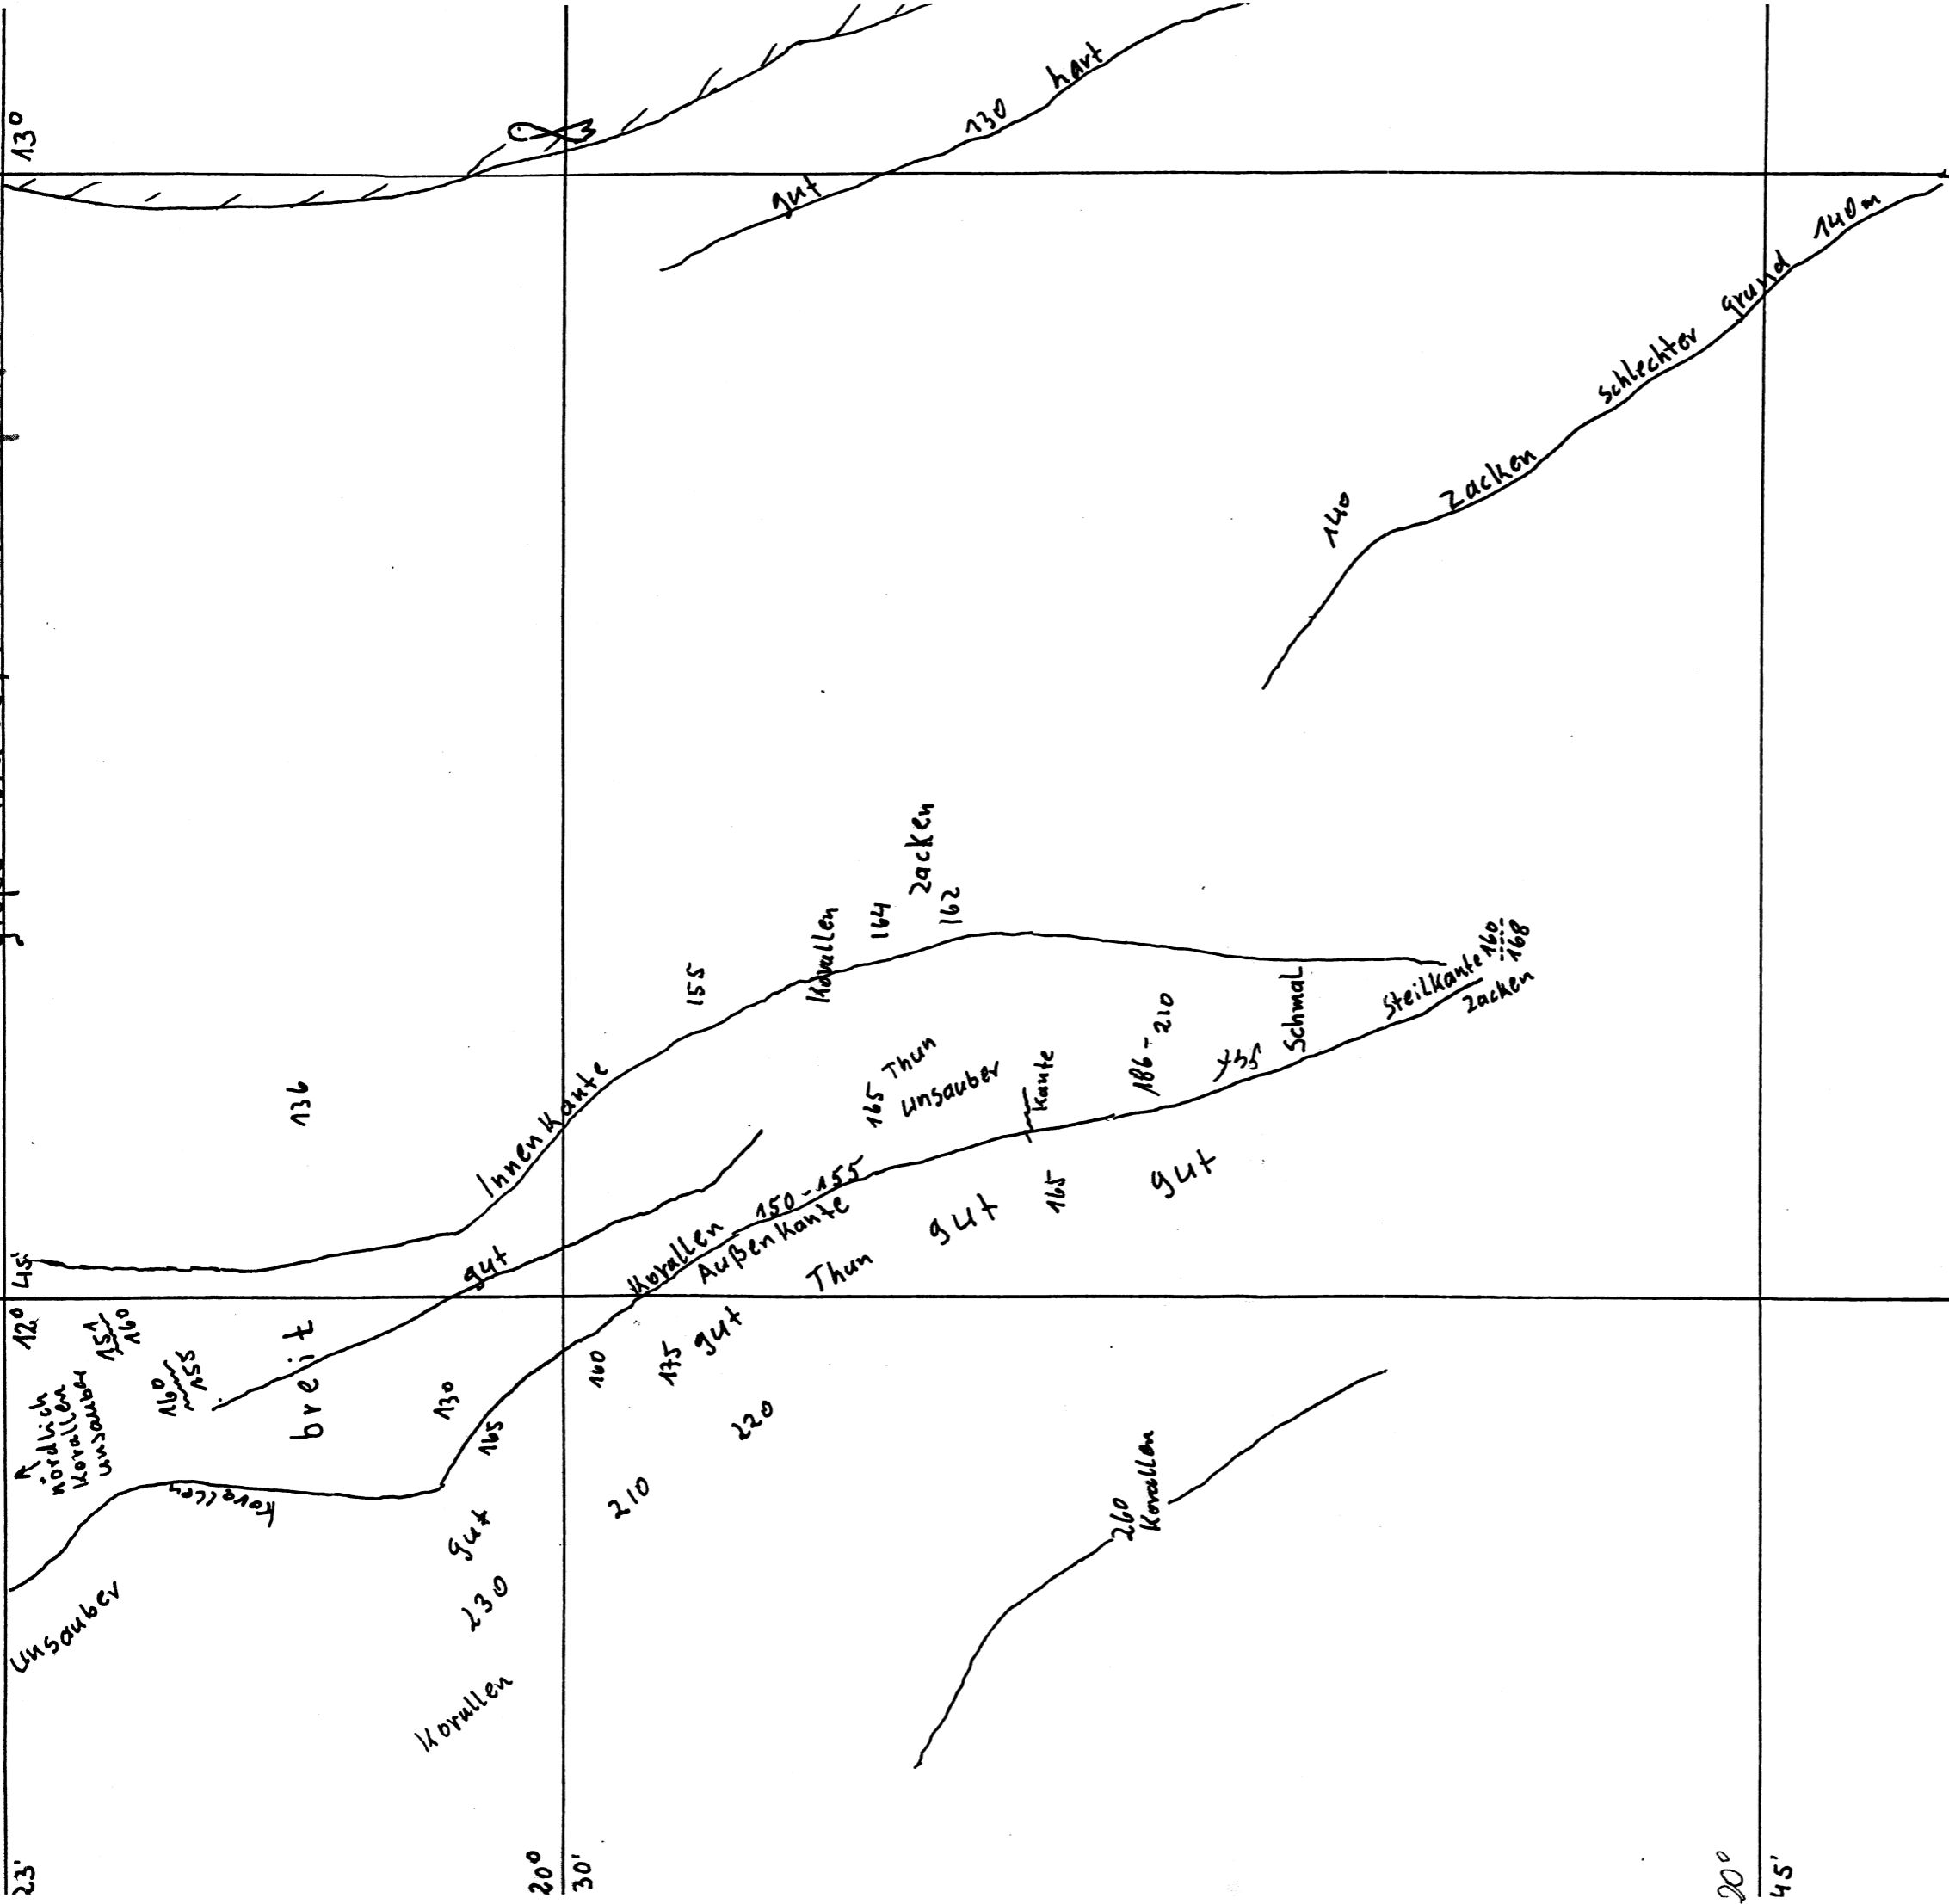 13°
hart
130
gut
140 m
grund
schlechter
Zacken
140
Zacken
162
164
Korallen
155
136
Innen Kante
Steilkante 160
168
Zacken
Schmal
186 - 210
Kante
165 Thun
unsauber
150 - 155
Korallen
Außenkante
gut
165
gut
Thun
gut
45'
12°
151
160
160
155
breit
gut
nördlich
Korallen
unsauber
130
165
160
175
gut
220
210
Korallen
gut
230
260
Korallen
unsauber
Korallen
23'
20°
30'
20°
45'